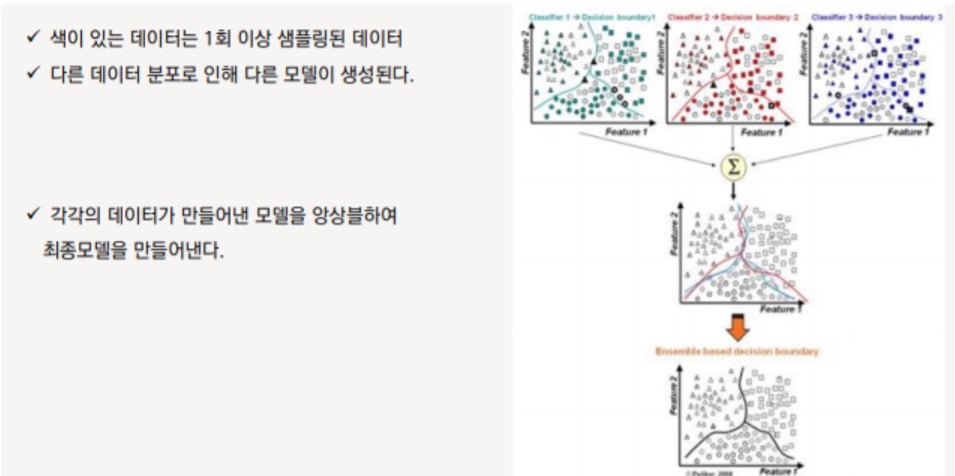 ✓ 색이 있는 데이터는 1회 이상 샘플링된 데이터
✓ 다른 데이터 분포로 인해 다른 모델이 생성된다.
✓ 각각의 데이터가 만들어낸 모델을 앙상블하여
최종모델을 만들어낸다.
Classifier 1 → Decision boundary1
Classifier 2 → Decision boundary 2
Classifier 3 → Decision boundary 3
Feature 2
Feature 1
Feature 2
Feature 1
Feature 2
Feature 1
Σ
Feature 2
Feature 1
Ensemble based decision boundary
Feature 2
Feature 1
© Polikar, 2008